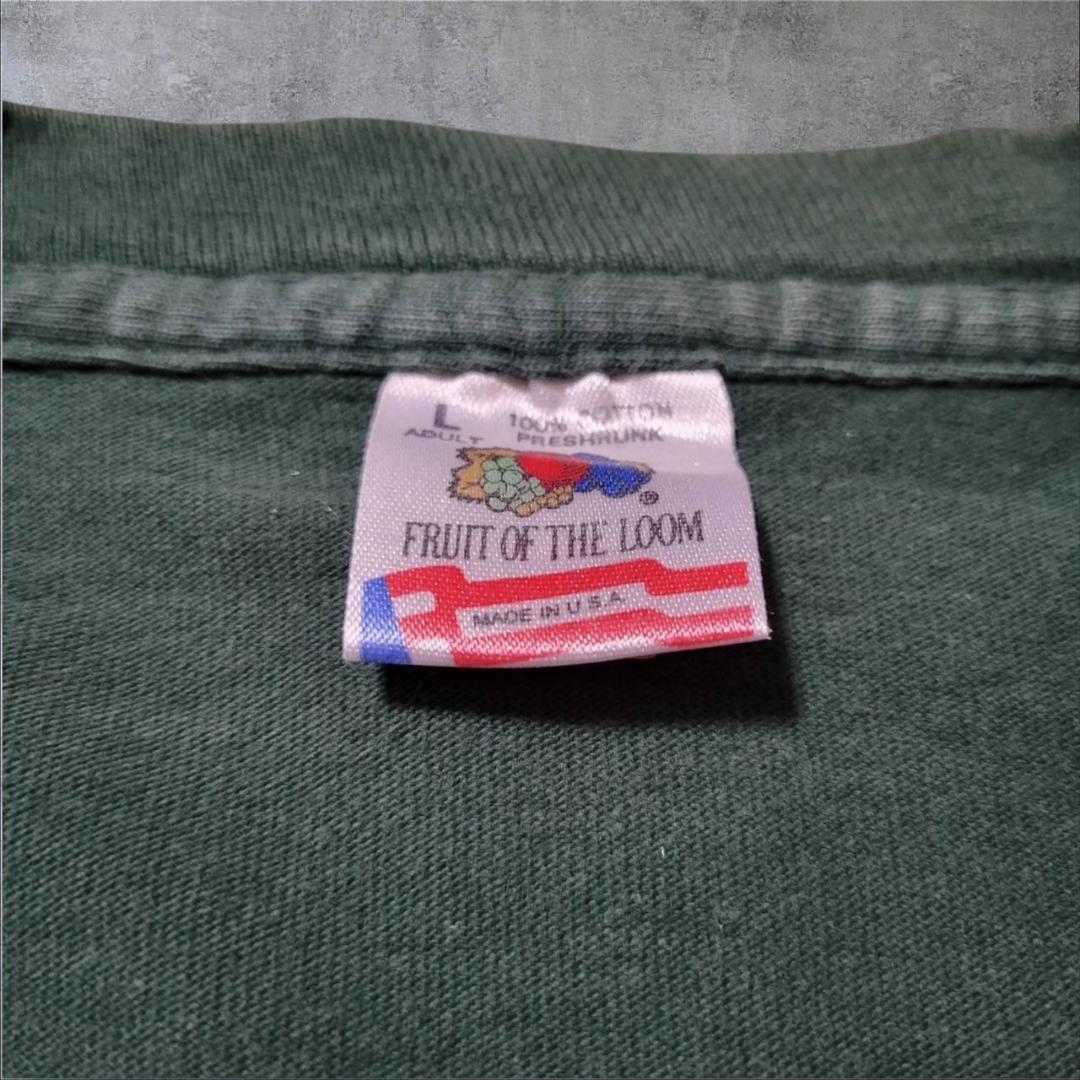 L 100% COTTON
ADULT PRESHRUNK
®
FRUIT OF THE LOOM
MADE IN U.S.A.